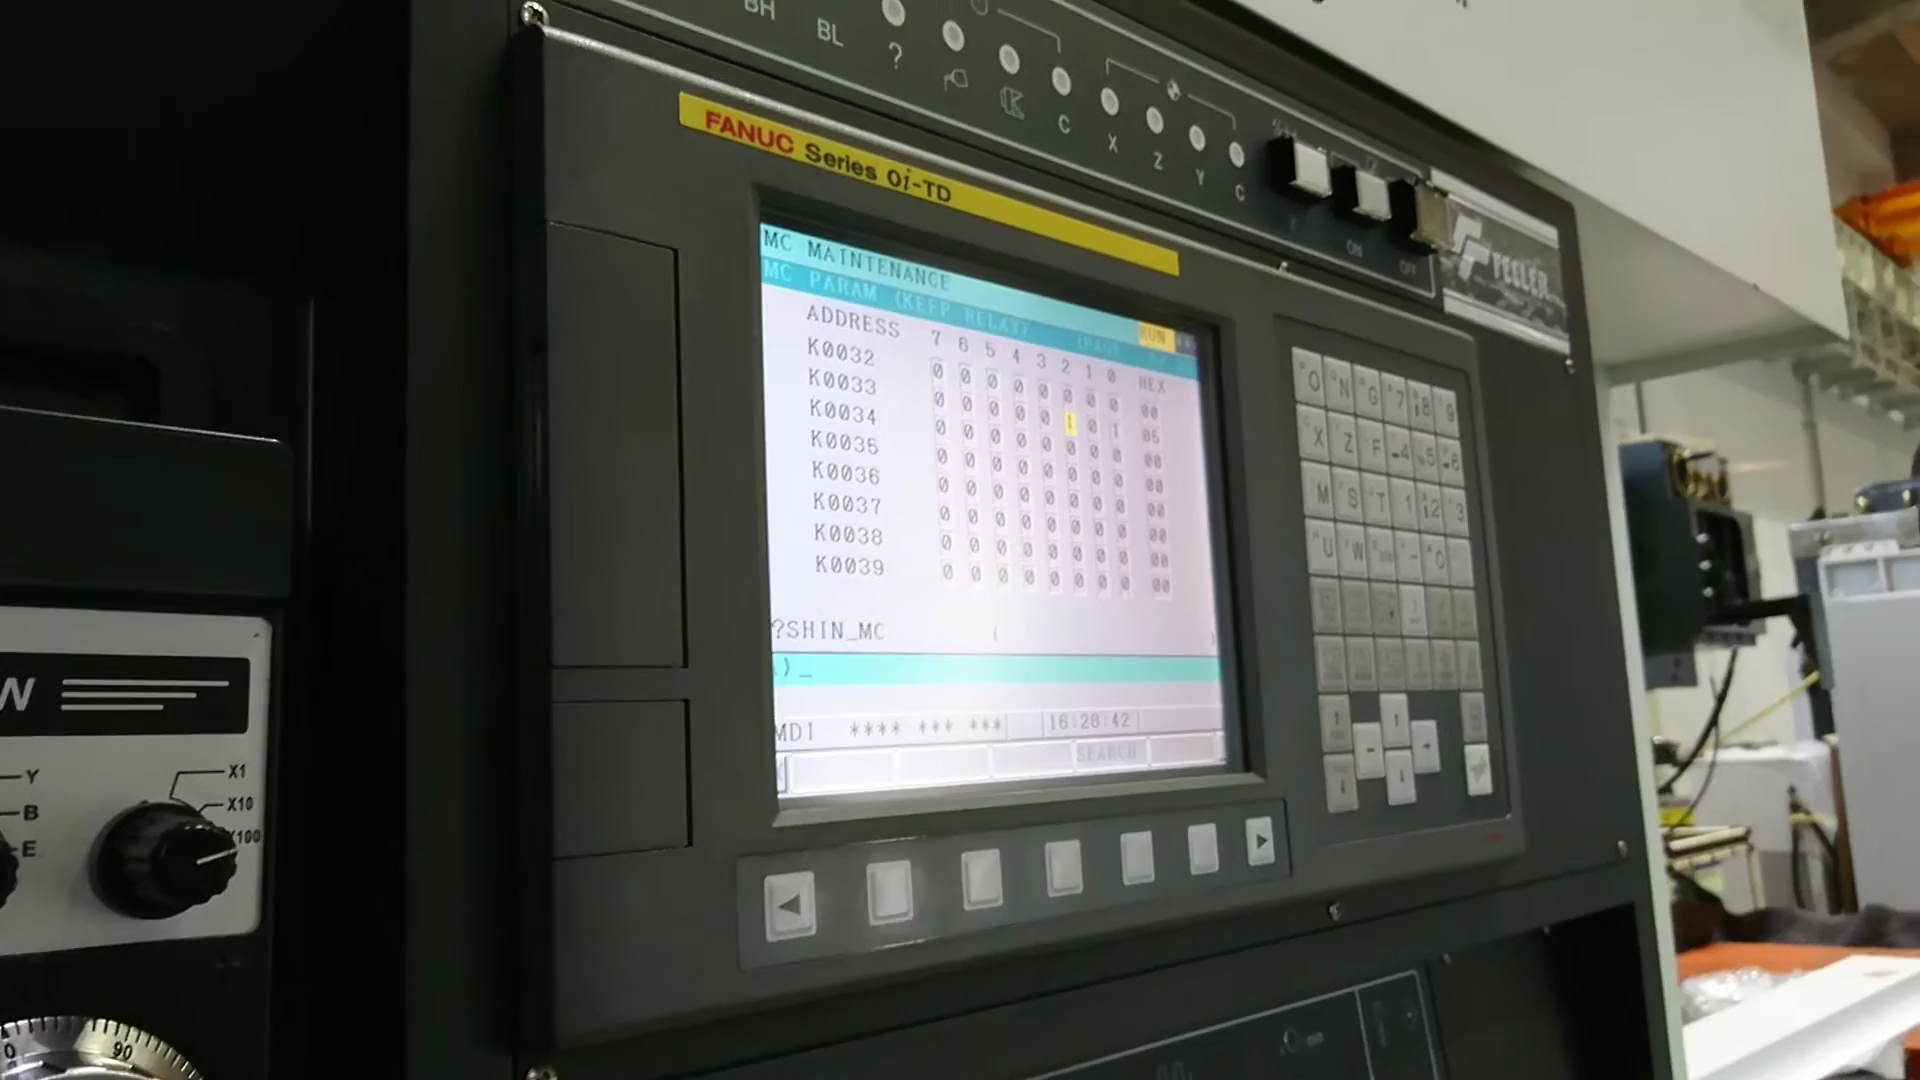 BH BL ? C X Z Y C
ON OFF
FANUC Series 0i-TD
FEELER
MC MAINTENANCE
MC PARAM (KEEP RELAY) RUN
ADDRESS 7 6 5 4 3 2 1 0 HEX
K0032 0 0 0 0 0 0 0 0 00
K0033 0 0 0 0 0 1 0 1 05
K0034 0 0 0 0 0 0 0 0 00
K0035 0 0 0 0 0 0 0 0 00
K0036 0 0 0 0 0 0 0 0 00
K0037 0 0 0 0 0 0 0 0 00
K0038 0 0 0 0 0 0 0 0 00
K0039 0 0 0 0 0 0 0 0 00
?SHIN_MC ( )
) _
MDI **** *** *** 16:28:42
SEARCH
O N G 7 8 9
X Z F 4 5 6
M S T 1 2 3
U W - 0
W
Y X1
B X10
E X100
0 90